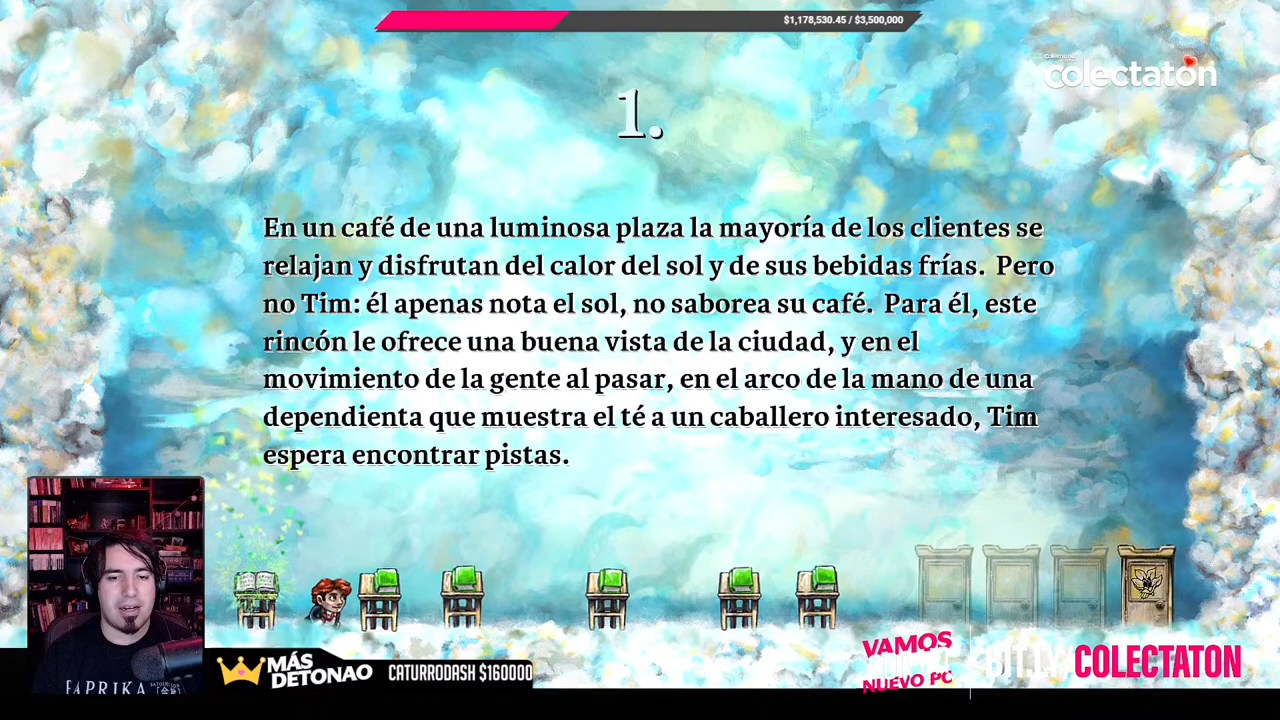 $1,178,530.45 / $3,500,000
colectatón
1.
En un café de una luminosa plaza la mayoría de los clientes se
relajan y disfrutan del calor del sol y de sus bebidas frías. Pero
no Tim: él apenas nota el sol, no saborea su café. Para él, este
rincón le ofrece una buena vista de la ciudad, y en el
movimiento de la gente al pasar, en el arco de la mano de una
dependienta que muestra el té a un caballero interesado, Tim
espera encontrar pistas.
MÁS
DETONAO
CATURRODASH $160000
VAMOS
NUEVO PC
BIT.LY
COLECTATON
PAPRIKA